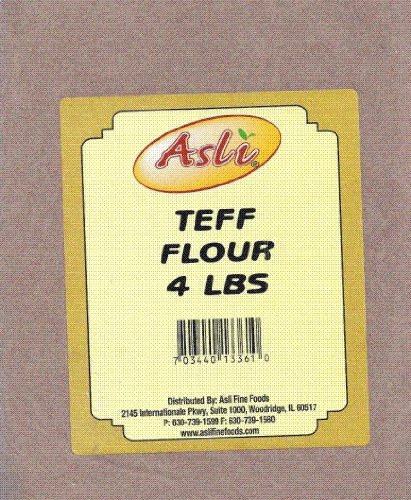 Asli®
TEFF
FLOUR
4 LBS
7 03440 13361 0
Distributed By: Asli Fine Foods
2145 Internationale Pkwy, Suite 1000, Woodridge, IL 60517
P: 630-739-1599 F: 630-739-1560
www.aslifinefoods.com